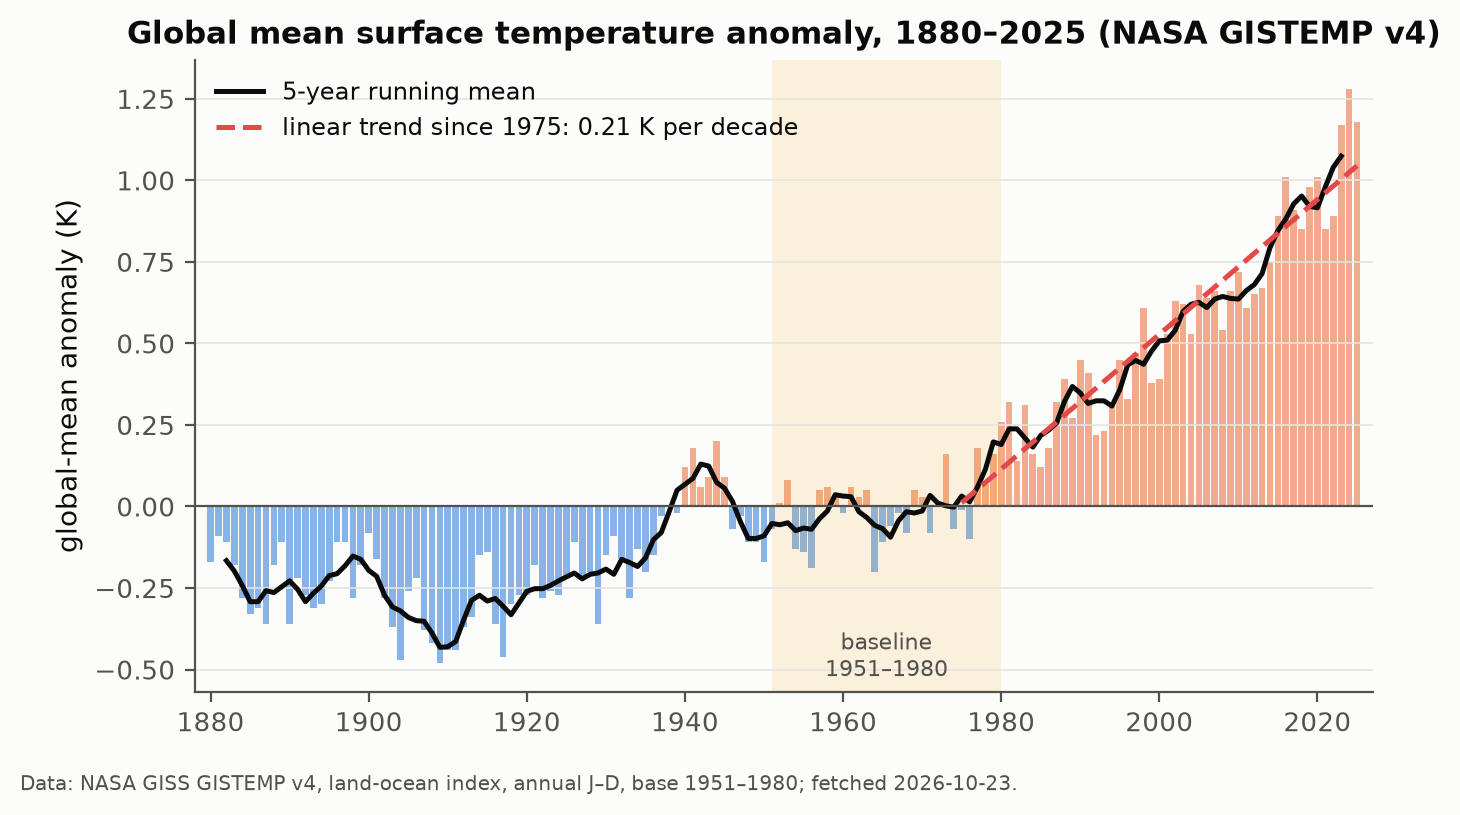 Global mean surface temperature anomaly, 1880–2025 (NASA GISTEMP v4)
5-year running mean
linear trend since 1975: 0.21 K per decade
global-mean anomaly (K)
1.25
1.00
0.75
0.50
0.25
0.00
−0.25
−0.50
baseline
1951–1980
1880 1900 1920 1940 1960 1980 2000 2020
Data: NASA GISS GISTEMP v4, land-ocean index, annual J–D, base 1951–1980; fetched 2026-10-23.